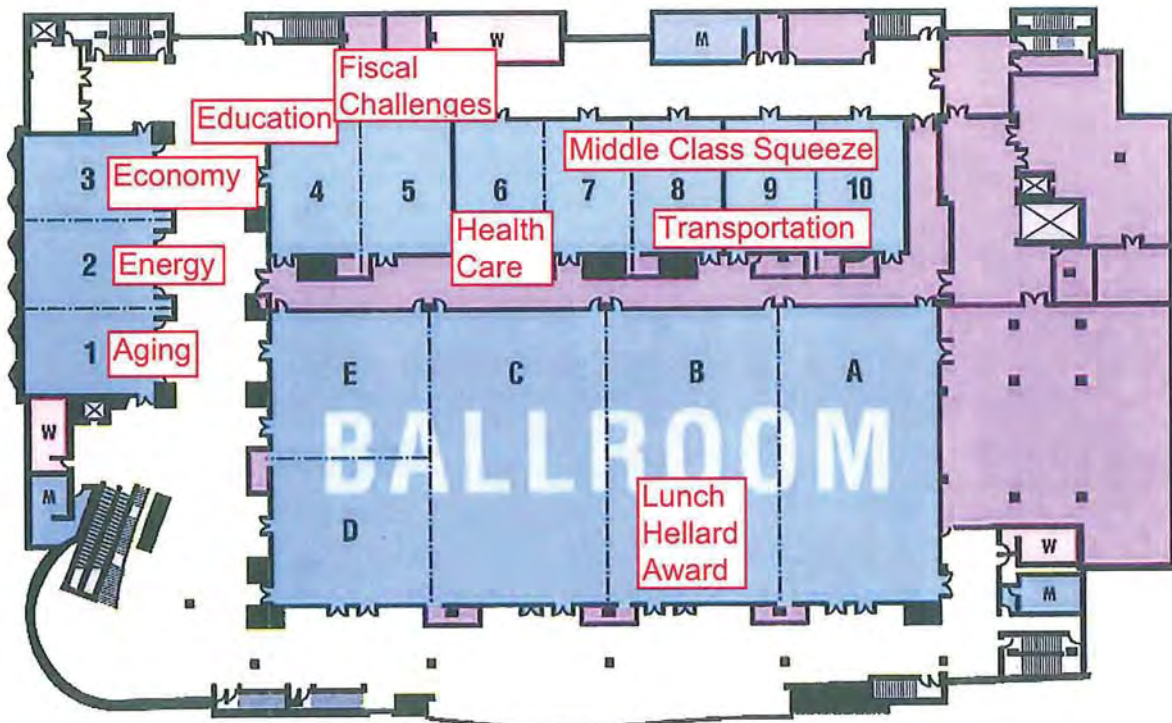 W
M
Fiscal
Challenges
Education
Middle Class Squeeze
3
Economy
4
5
6
7
8
9
10
Health
Care
Transportation
2
Energy
1
Aging
E
C
B
A
W
BALLROOM
M
D
Lunch
Hellard
Award
W
M